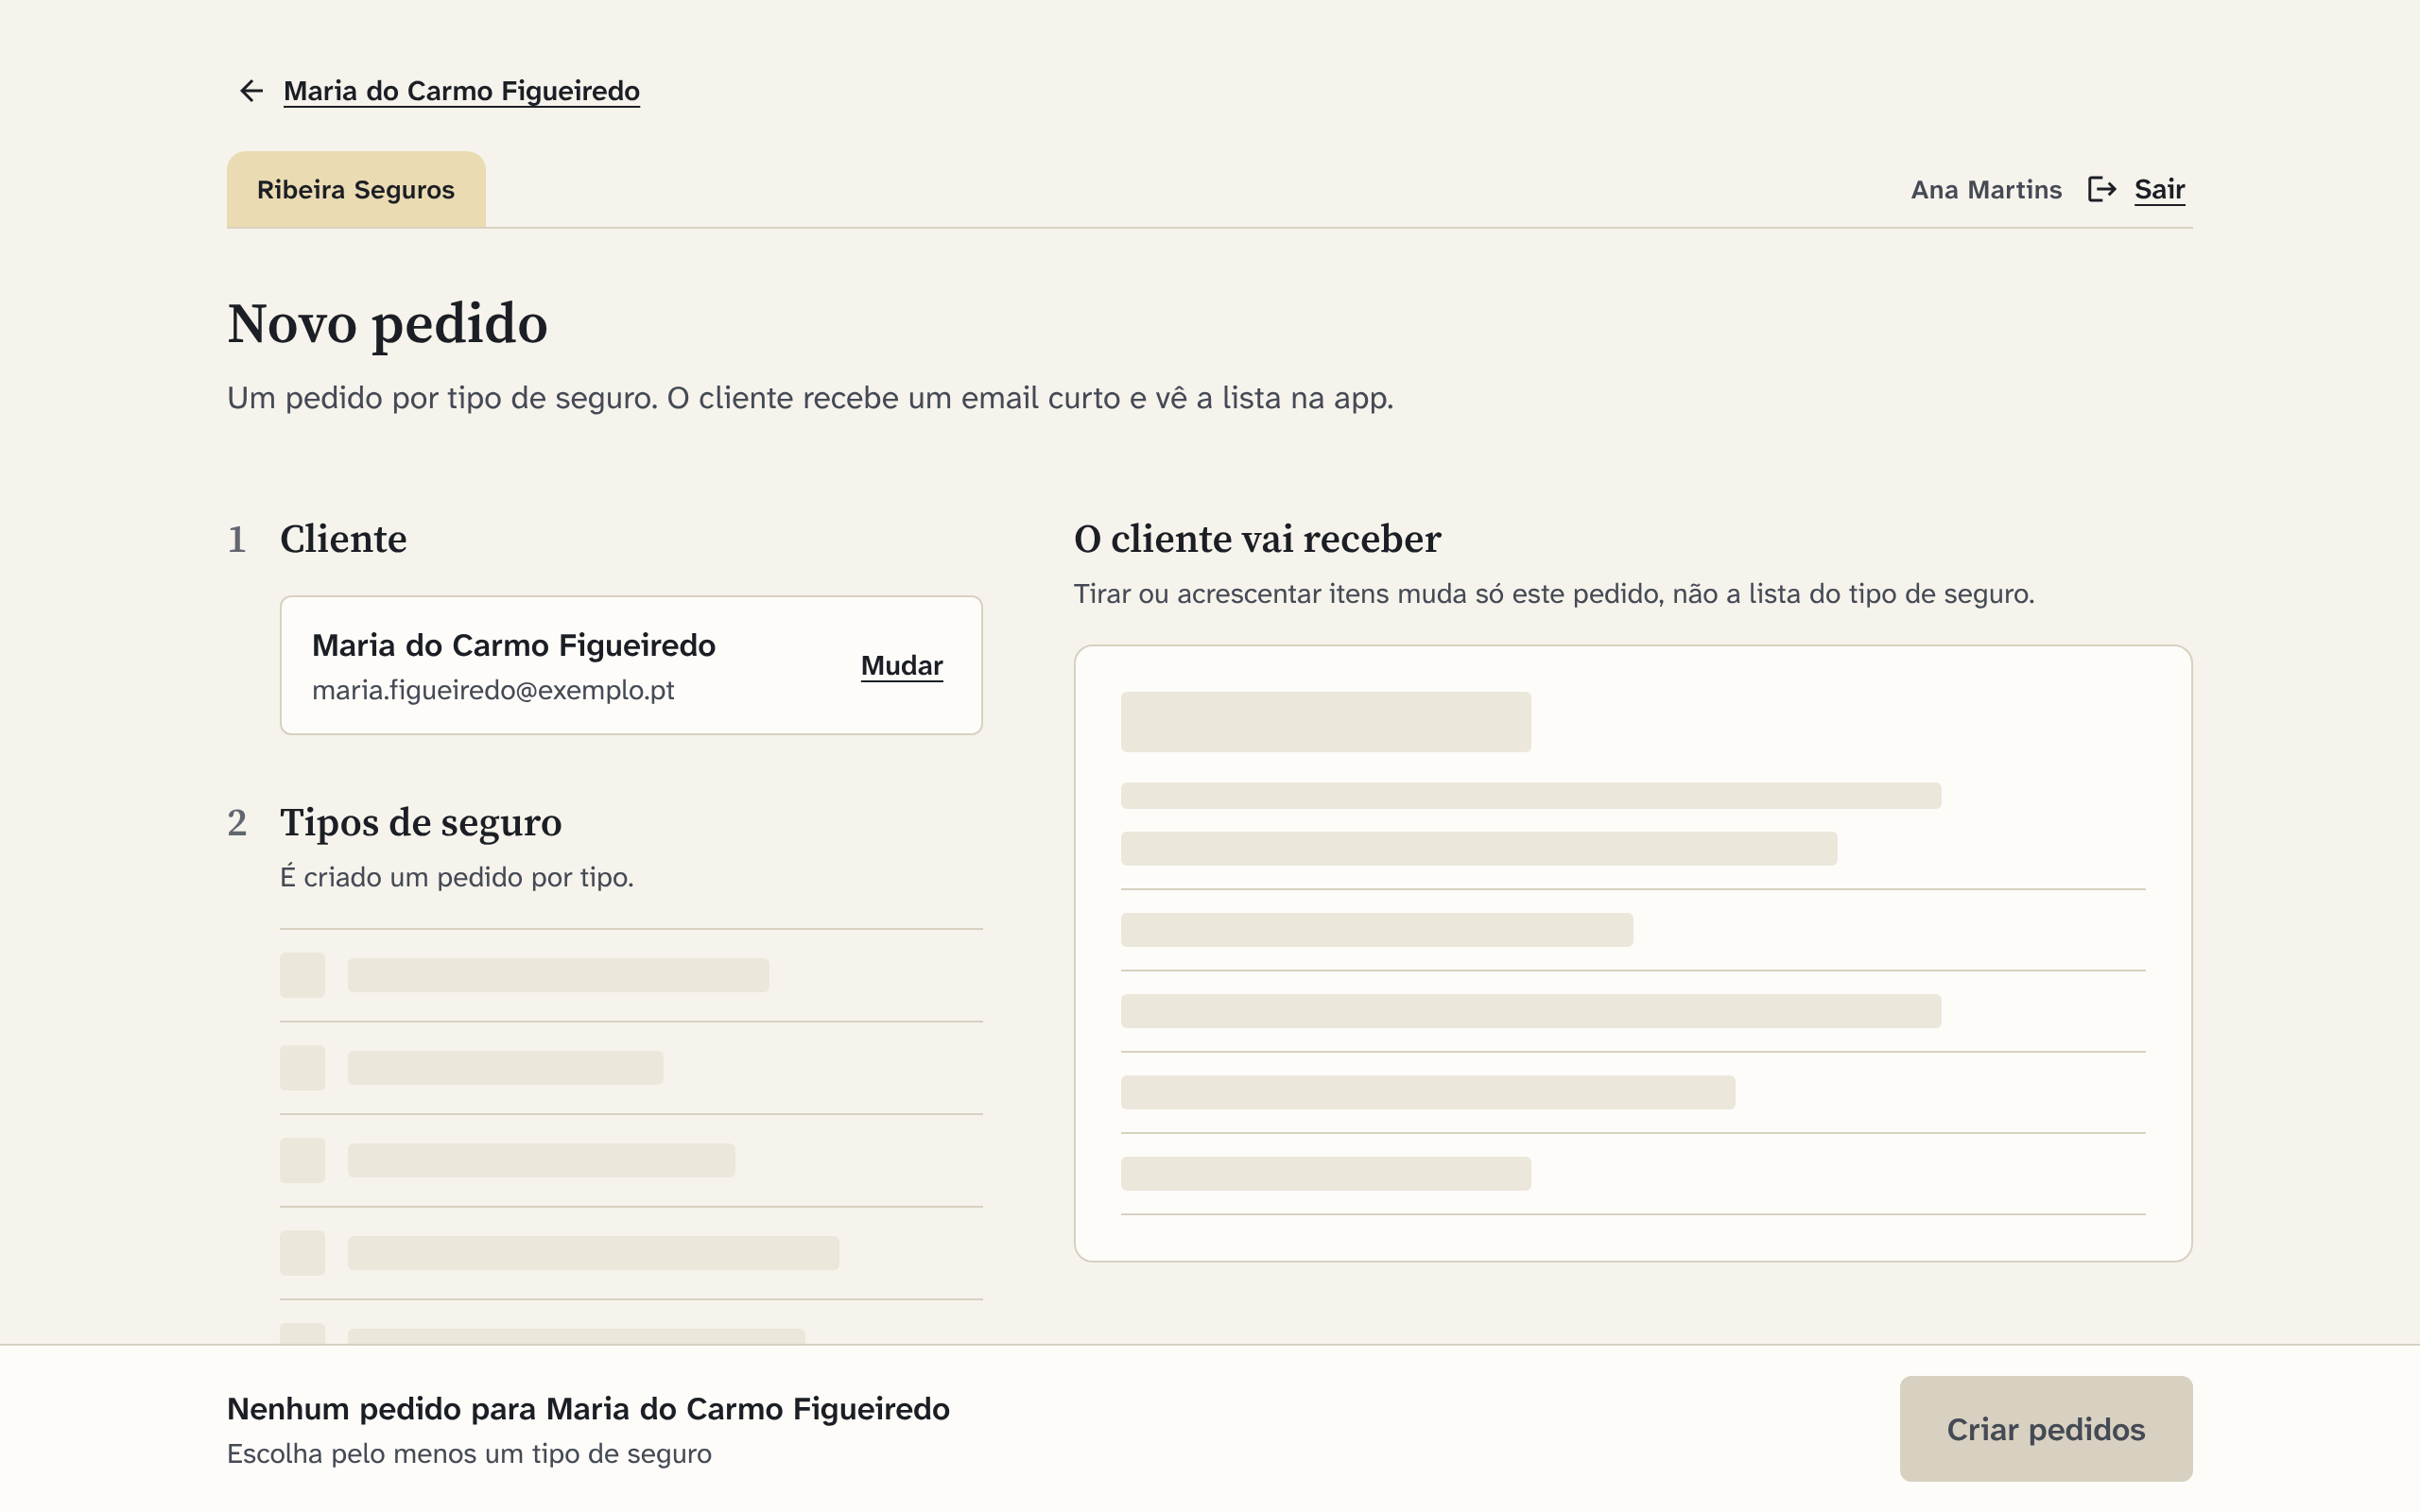 Maria do Carmo Figueiredo
Ribeira Seguros
Ana Martins
Sair
Novo pedido
Um pedido por tipo de seguro. O cliente recebe um email curto e vê a lista na app.
1 Cliente
Maria do Carmo Figueiredo
maria.figueiredo@exemplo.pt
Mudar
2 Tipos de seguro
É criado um pedido por tipo.
O cliente vai receber
Tirar ou acrescentar itens muda só este pedido, não a lista do tipo de seguro.
Nenhum pedido para Maria do Carmo Figueiredo
Escolha pelo menos um tipo de seguro
Criar pedidos